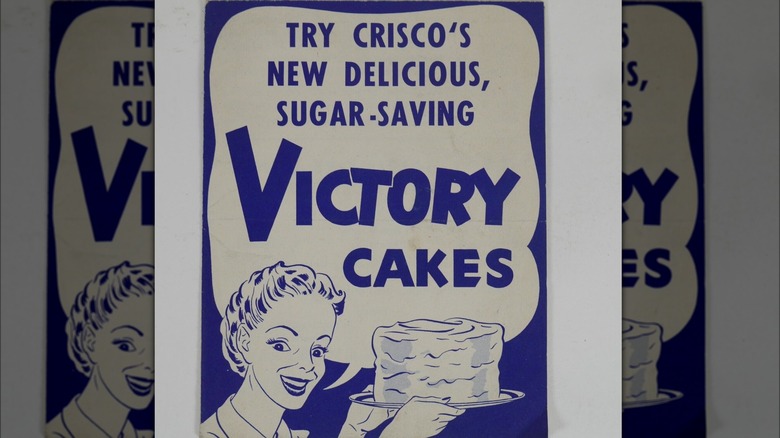 TRY CRISCO'S
NEW DELICIOUS,
SUGAR-SAVING
VICTORY
CAKES